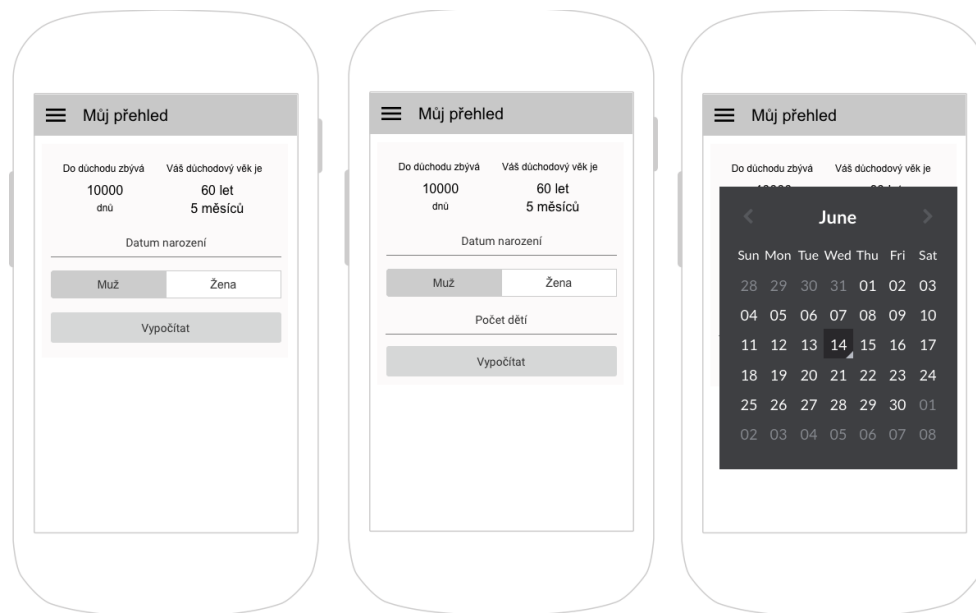 Můj přehled
Do důchodu zbývá Váš důchodový věk je
10000 60 let
dnů 5 měsíců
Datum narození
Muž Žena
Vypočítat
Můj přehled
Do důchodu zbývá Váš důchodový věk je
10000 60 let
dnů 5 měsíců
Datum narození
Muž Žena
Počet dětí
Vypočítat
Můj přehled
Do důchodu zbývá Váš důchodový věk je
June
Sun Mon Tue Wed Thu Fri Sat
28 29 30 31 01 02 03
04 05 06 07 08 09 10
11 12 13 14 15 16 17
18 19 20 21 22 23 24
25 26 27 28 29 30 01
02 03 04 05 06 07 08